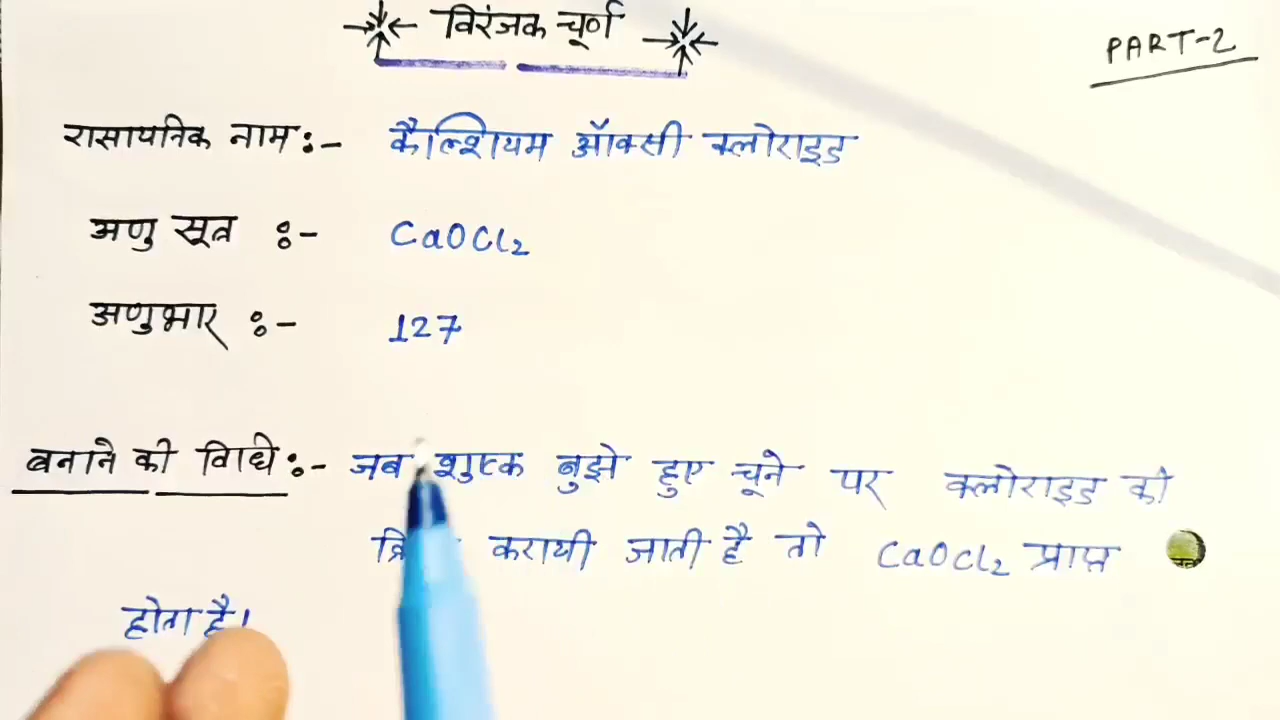 विरंजक चूर्ण
PART-2
रासायनिक नाम :- कैल्शियम ऑक्सी क्लोराइड
अणु सूत्र :- CaOCl₂
अणुभार :- 127
बनाने की विधि :- जब शुष्क बुझे हुए चूने पर क्लोराइड की
करायी जाती है तो CaOCl₂ प्राप्त
होता है।